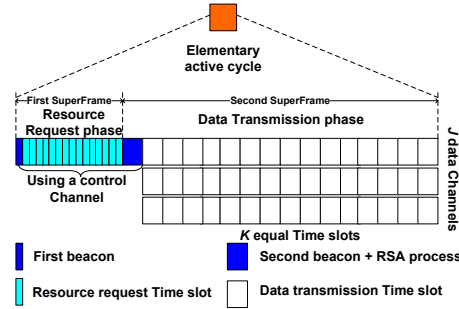 Elementary
active cycle
First SuperFrame
Second SuperFrame
Resource
Request phase
Data Transmission phase
J data Channels
Using a control
Channel
K equal Time slots
First beacon
Second beacon + RSA process
Resource request Time slot
Data transmission Time slot